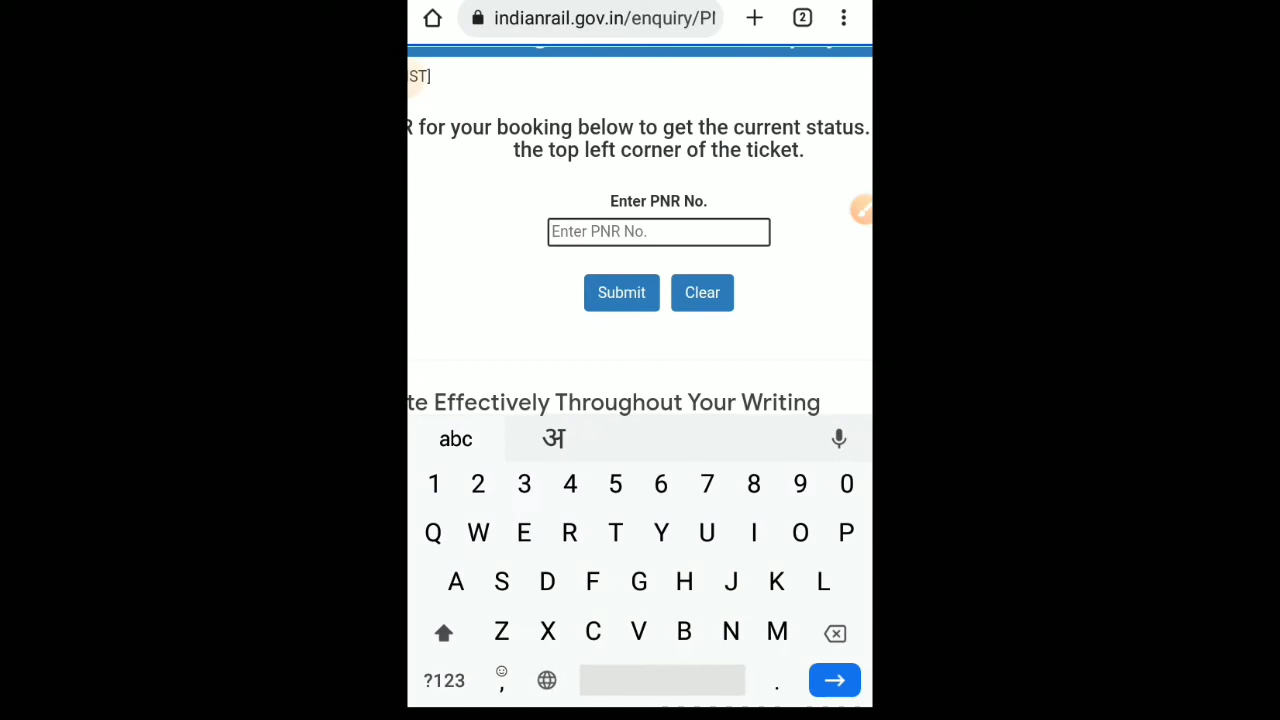 indianrail.gov.in/enquiry/PI
2
ST]
R for your booking below to get the current status.
the top left corner of the ticket.
Enter PNR No.
Enter PNR No.
Submit Clear
te Effectively Throughout Your Writing
abc अ
1 2 3 4 5 6 7 8 9 0
Q W E R T Y U I O P
A S D F G H J K L
Z X C V B N M
?123 , .